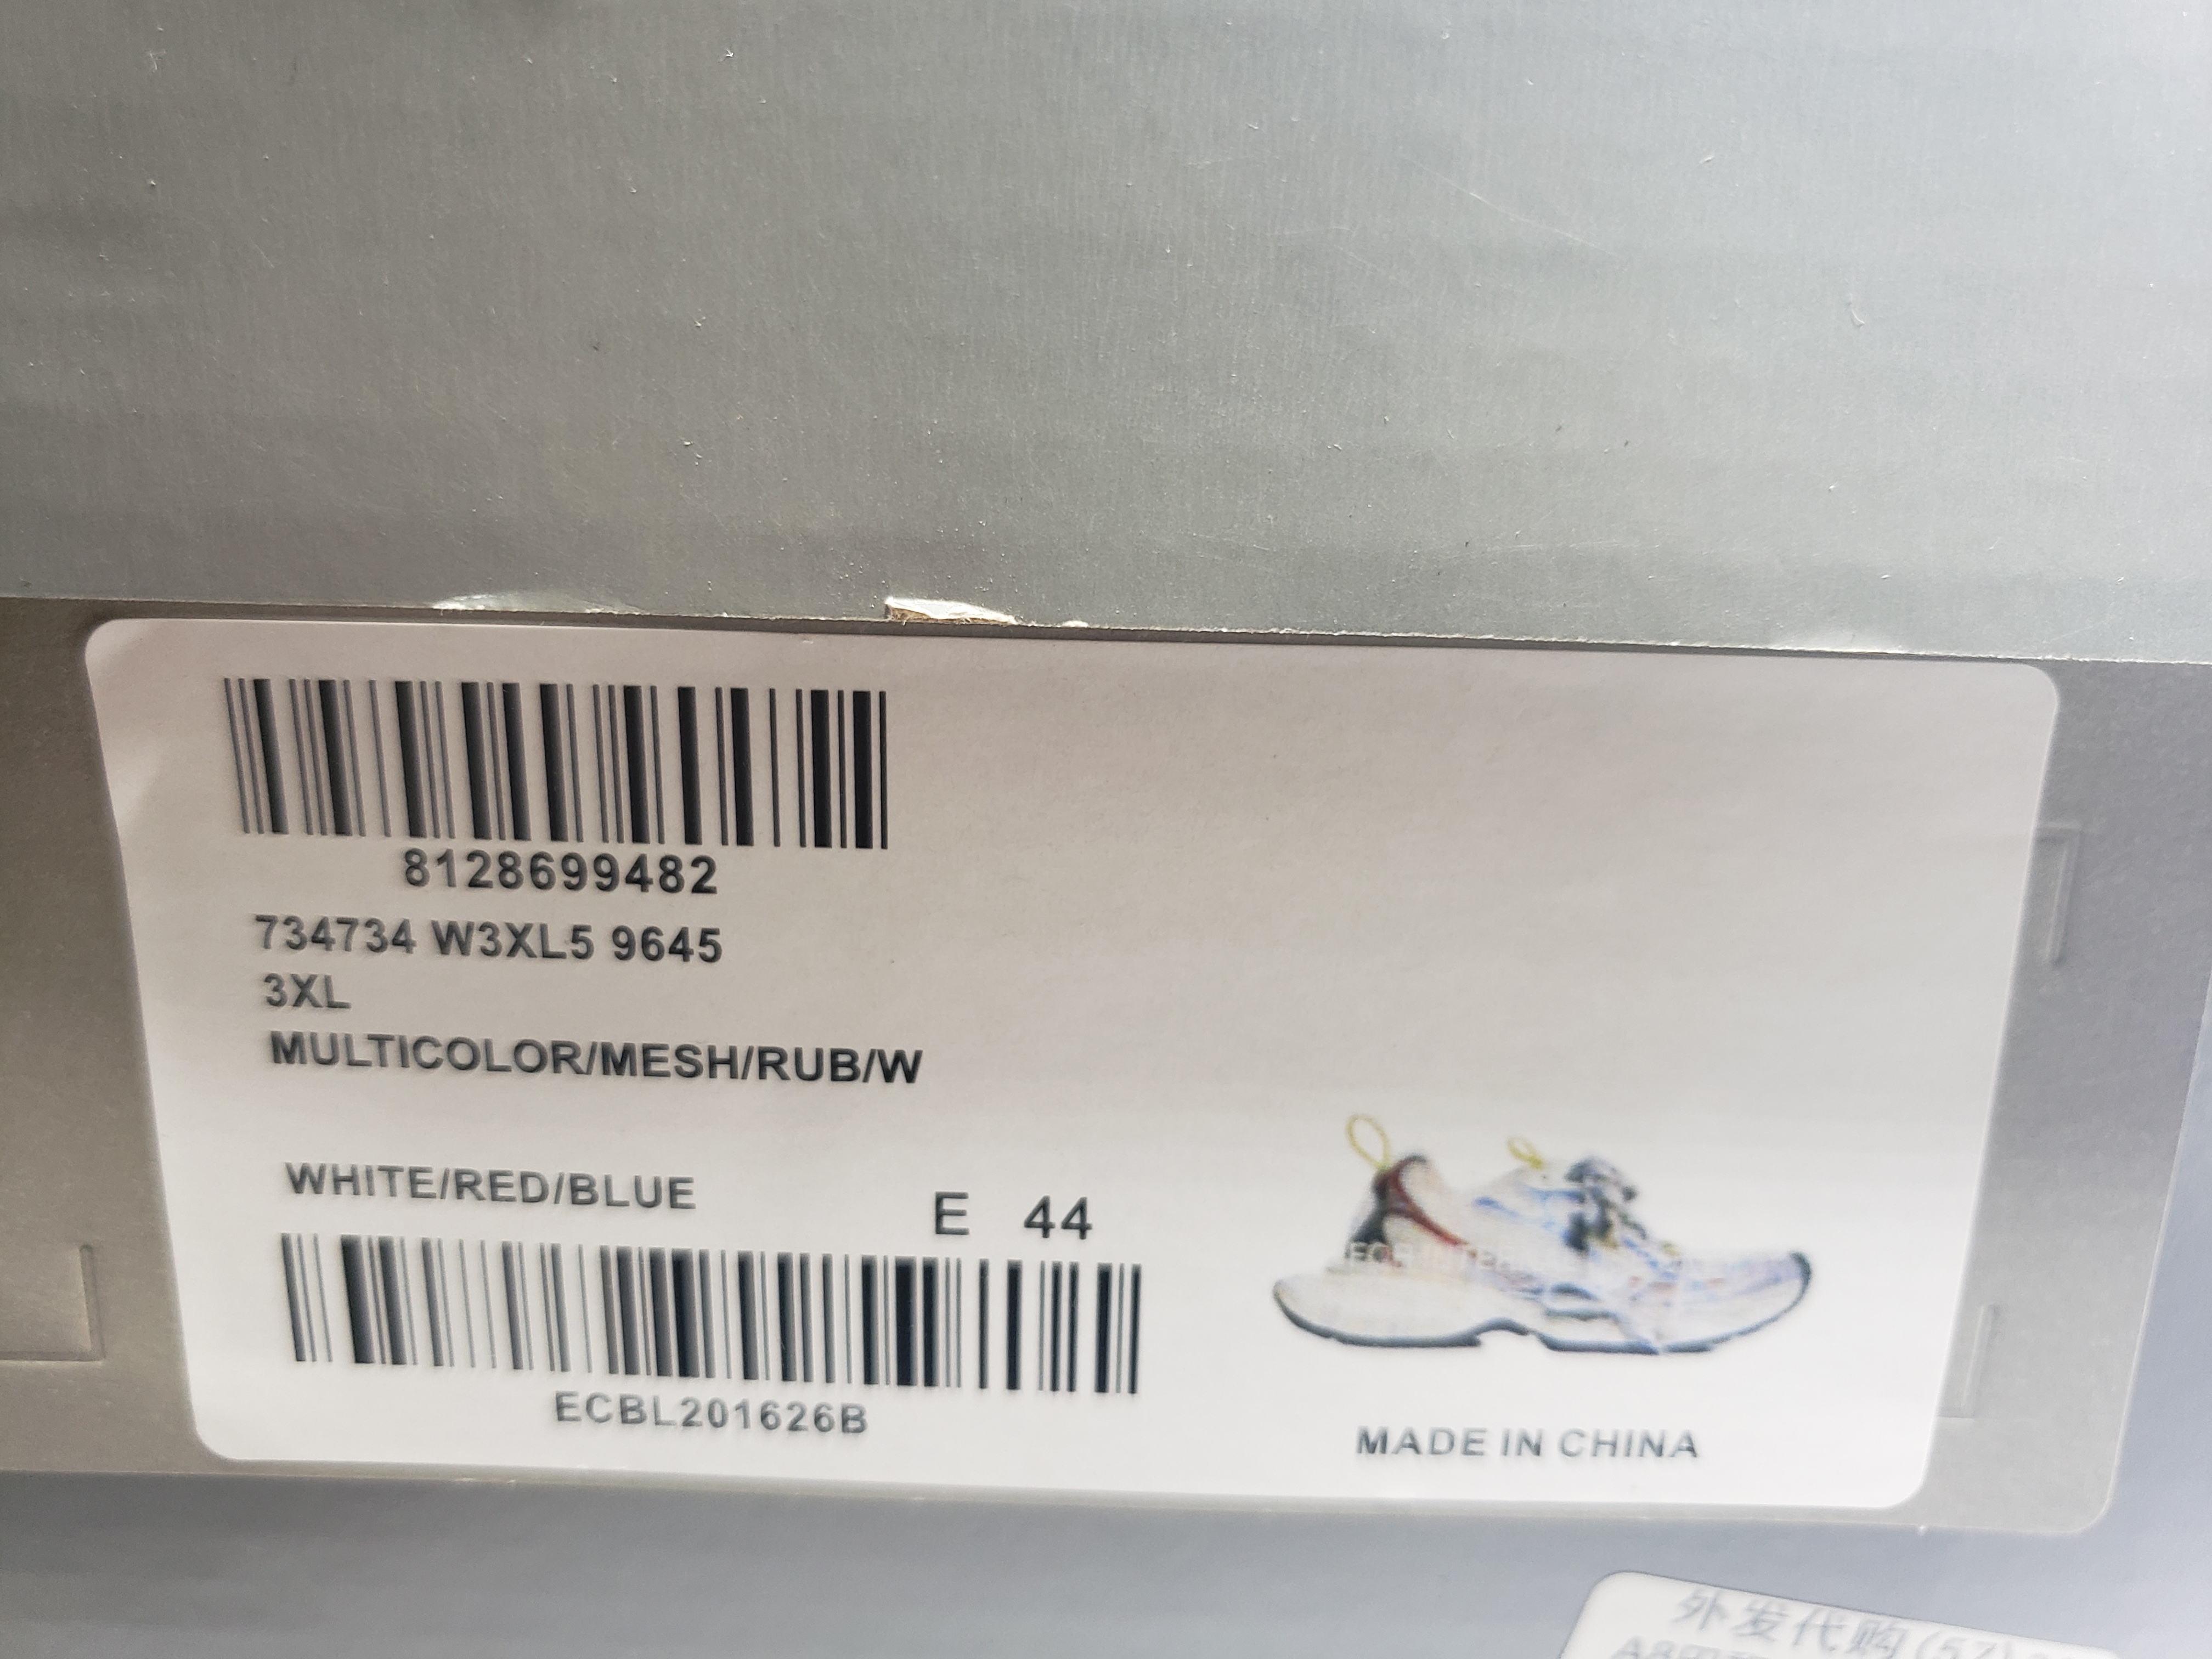 8128699482
734734 W3XL5 9645
3XL
MULTICOLOR/MESH/RUB/W
WHITE/RED/BLUE
E 44
ECBL201626B
MADE IN CHINA
外发代购(57)